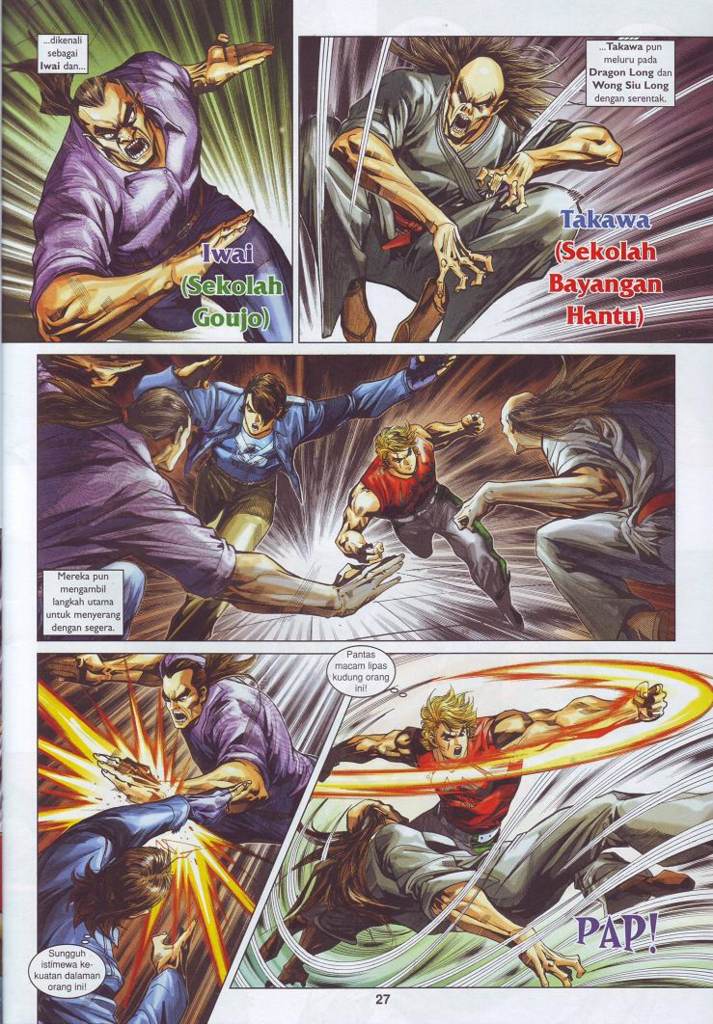 ...dikenali
sebagai
Iwai dan...
Iwai
(Sekolah
Goujo)
...Takawa pun
meluru pada
Dragon Long dan
Wong Siu Long
dengan serentak.
Takawa
(Sekolah
Bayangan
Hantu)
Mereka pun
mengambil
langkah utama
untuk menyerang
dengan segera.
Sungguh
istimewa ke-
kuatan dalaman
orang ini!
Pantas
macam lipas
kudung orang
ini!
PAP!
27